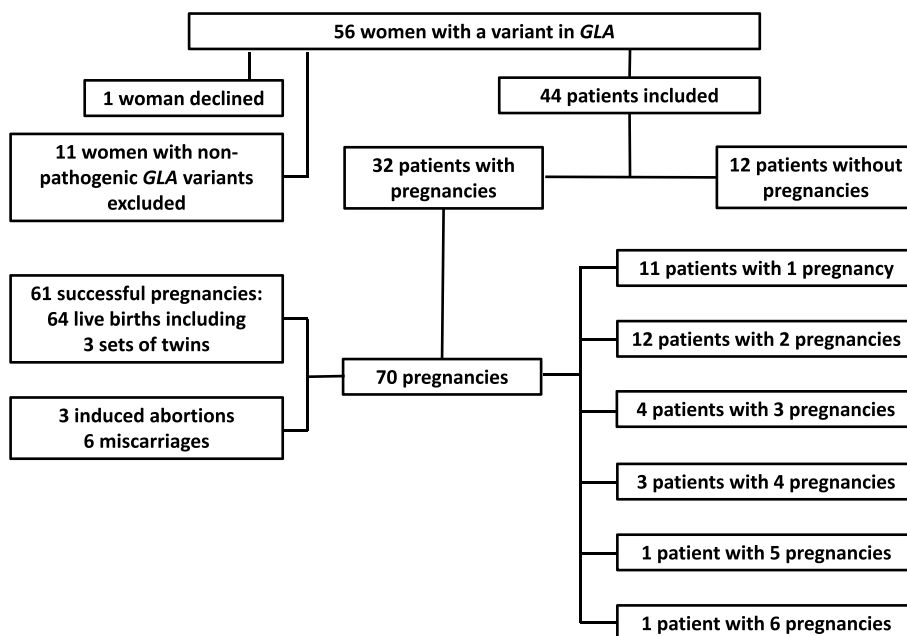 56 women with a variant in GLA
1 woman declined
44 patients included
11 women with non-
pathogenic GLA variants
excluded
32 patients with
pregnancies
12 patients without
pregnancies
61 successful pregnancies:
64 live births including
3 sets of twins
3 induced abortions
6 miscarriages
70 pregnancies
11 patients with 1 pregnancy
12 patients with 2 pregnancies
4 patients with 3 pregnancies
3 patients with 4 pregnancies
1 patient with 5 pregnancies
1 patient with 6 pregnancies